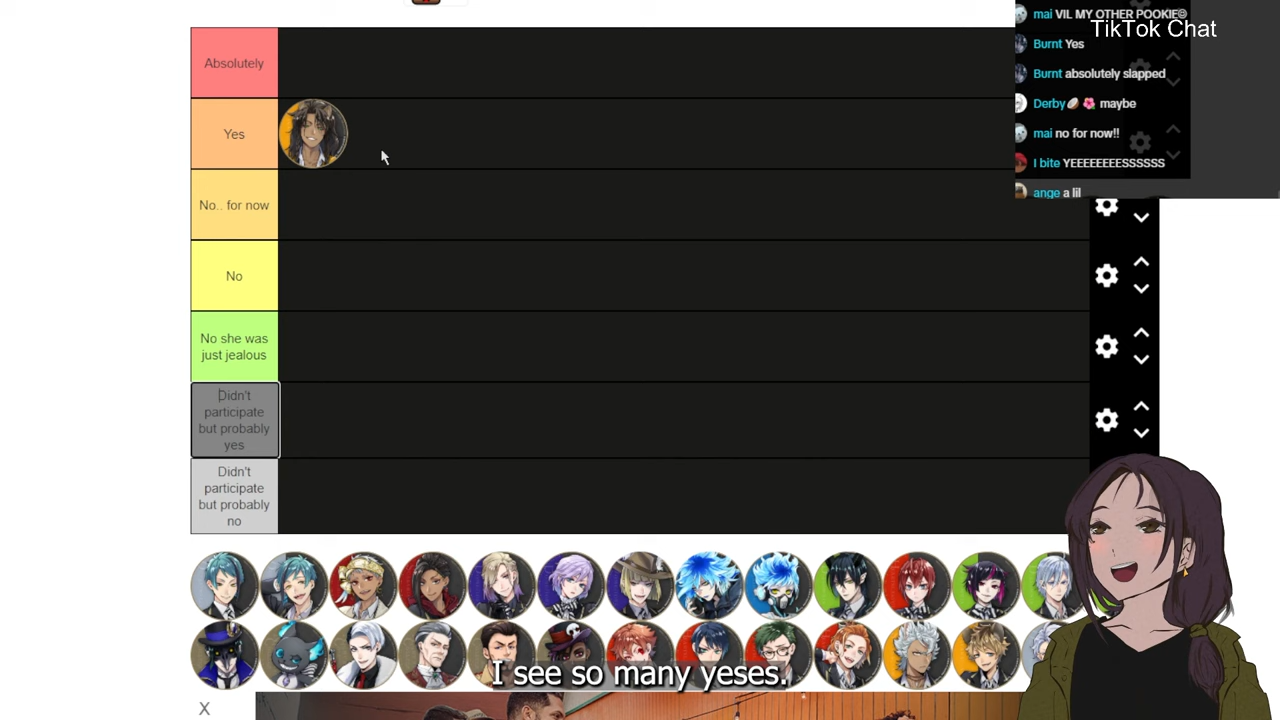 mai VIL MY OTHER POOKIE
TikTok Chat
Burnt Yes
Burnt absolutely slapped
Derby🥔 🌺 maybe
mai no for now!!
I bite YEEEEEEEESSSSSS
ange a lil
Absolutely
Yes
No.. for now
No
No she was
just jealous
Didn't
participate
but probably
yes
Didn't
participate
but probably
no
I see so many yeses.
X